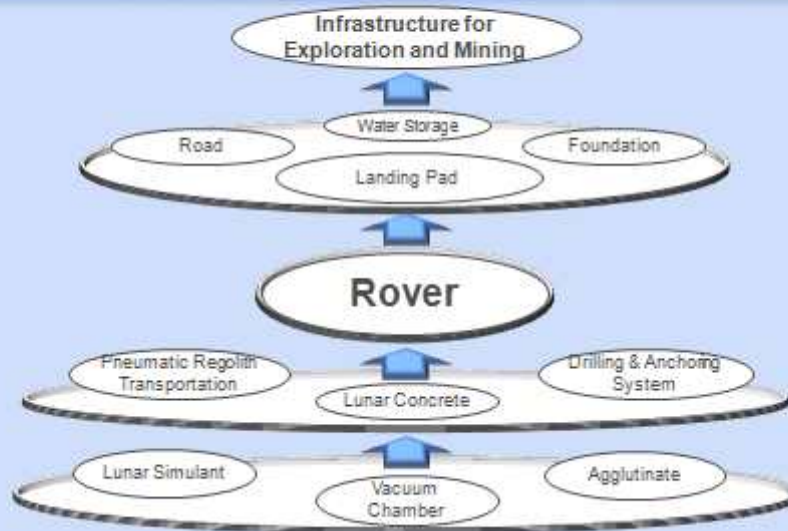 Infrastructure for
Exploration and Mining
Water Storage
Road
Foundation
Landing Pad
Rover
Pneumatic Regolith
Transportation
Drilling & Anchoring
System
Lunar Concrete
Lunar Simulant
Agglutinate
Vacuum
Chamber